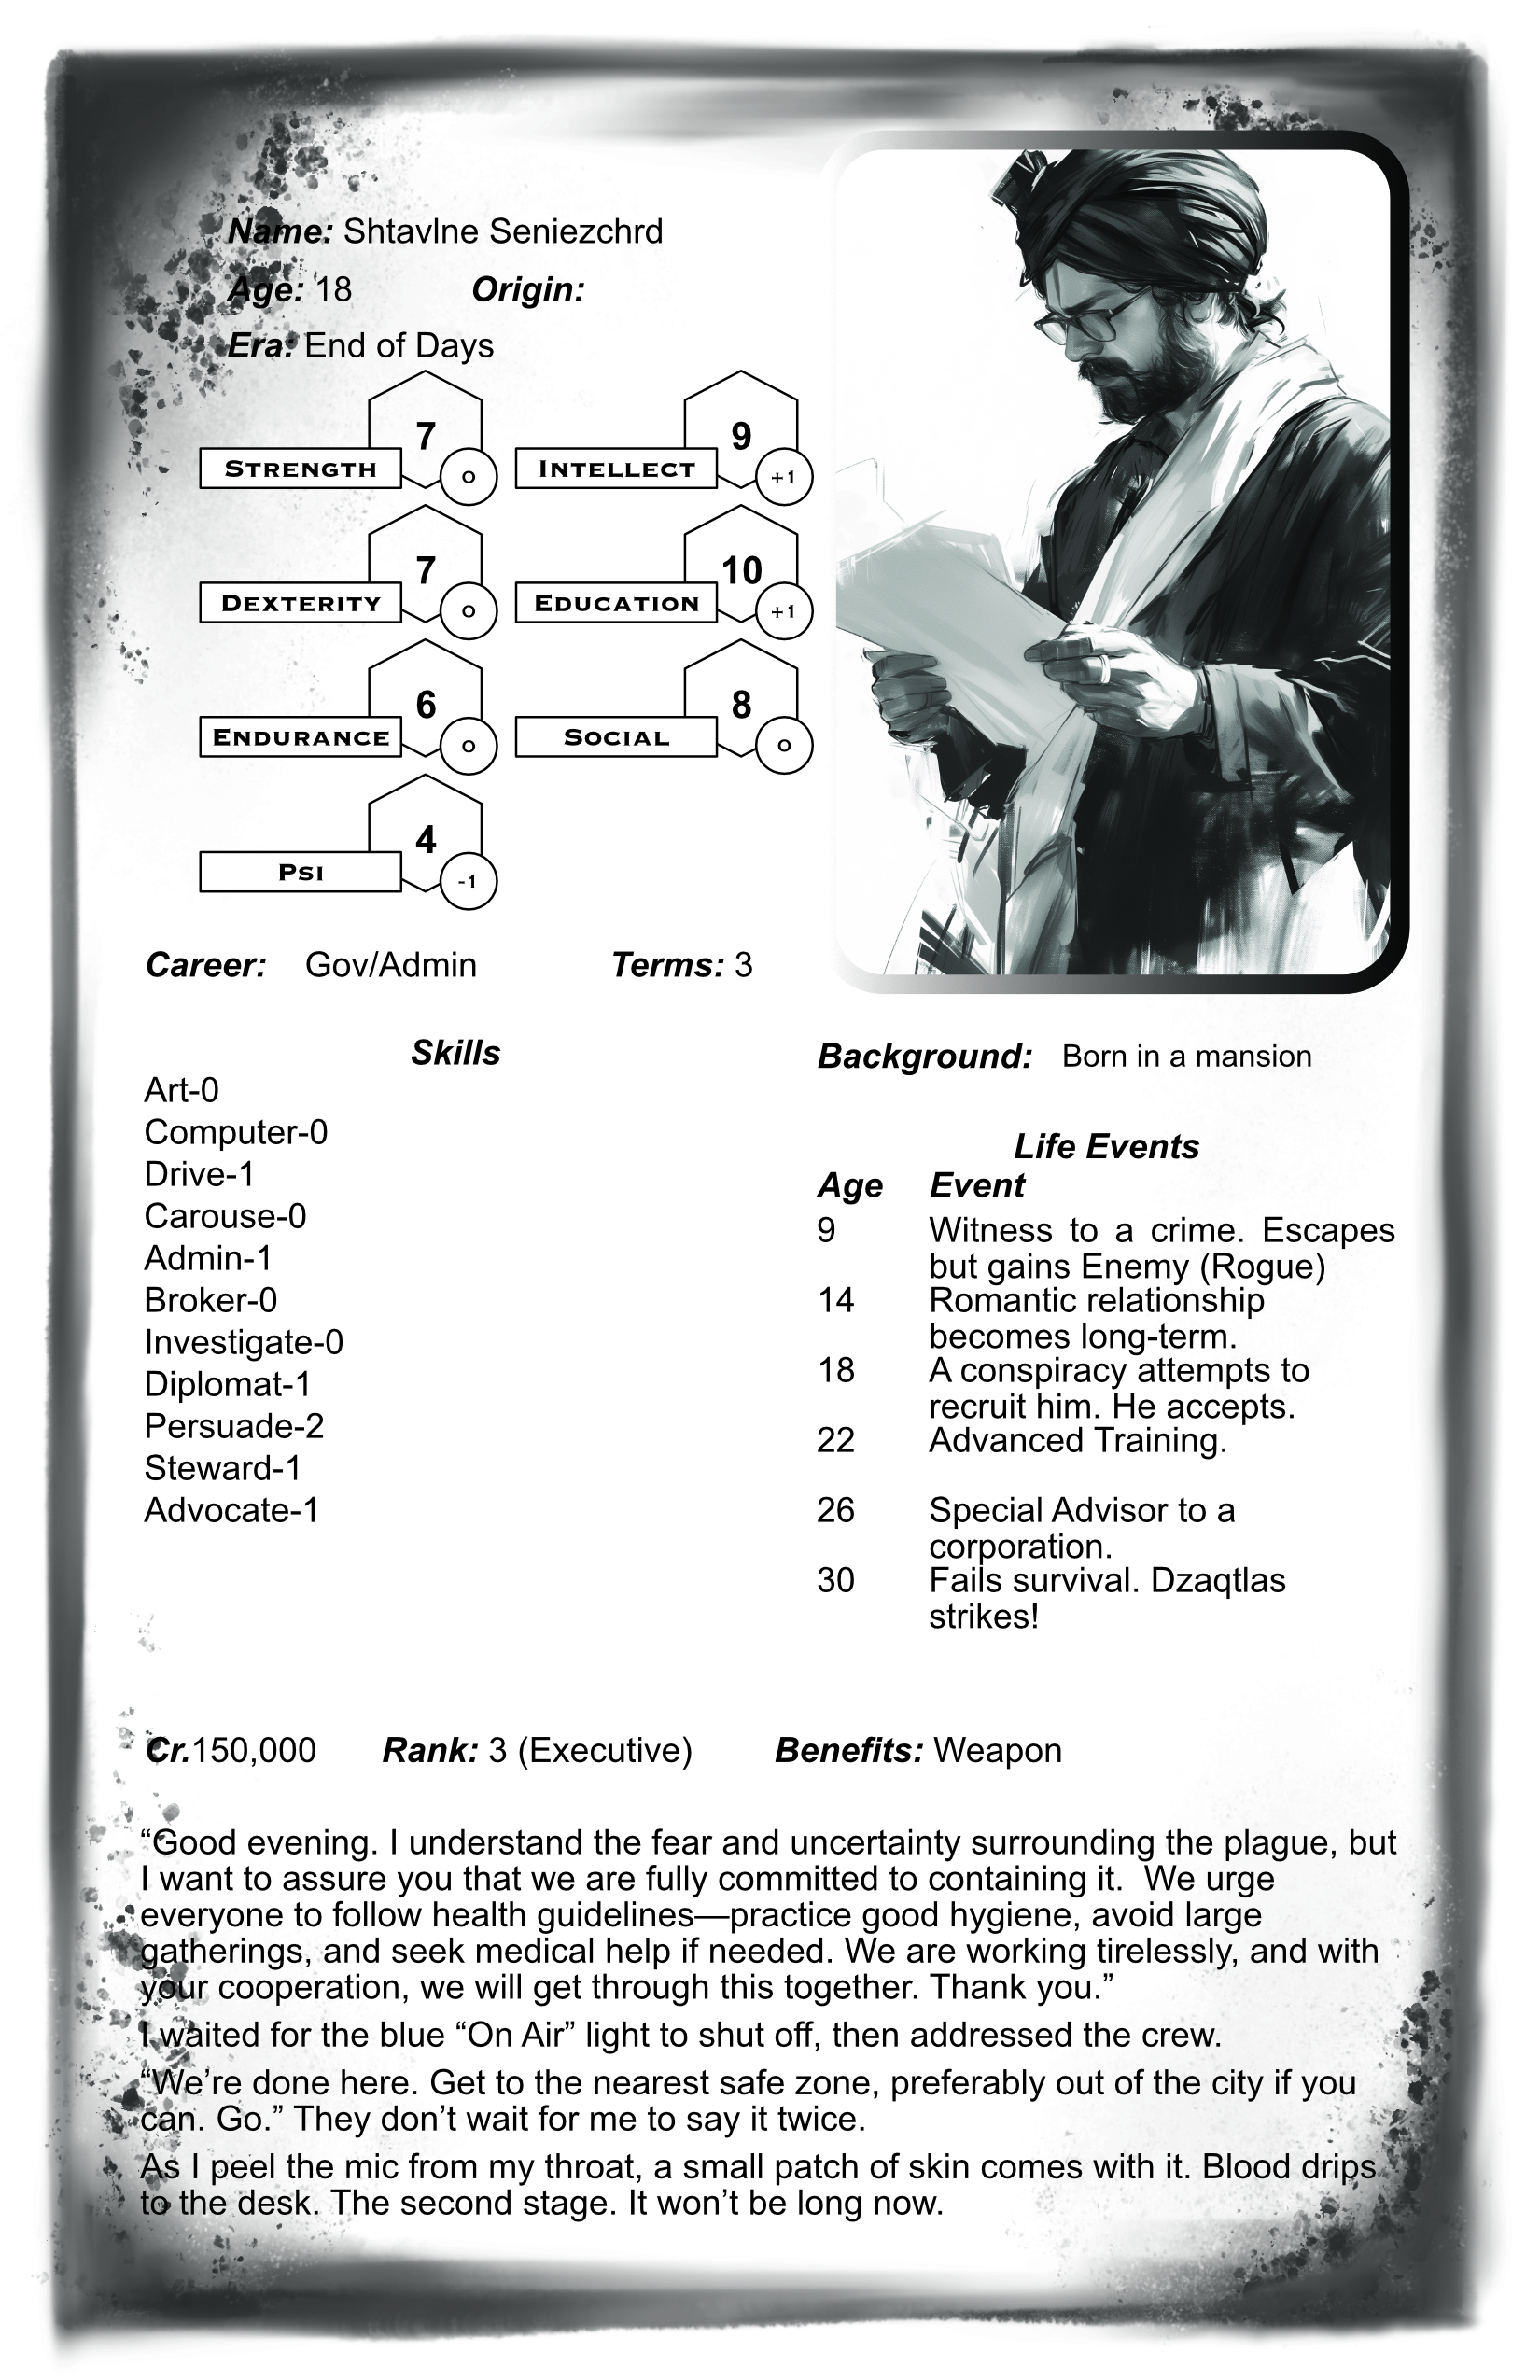 Name: Shtavlne Seniezchrd
Age: 18 Origin:
Era: End of Days
7
STRENGTH 0
9
INTELLECT +1
7
DEXTERITY 0
10
EDUCATION +1
6
ENDURANCE 0
8
SOCIAL 0
4
PSI -1
Career: Gov/Admin Terms: 3
Skills
Art-0
Computer-0
Drive-1
Carouse-0
Admin-1
Broker-0
Investigate-0
Diplomat-1
Persuade-2
Steward-1
Advocate-1
Background: Born in a mansion
Life Events
Age Event
9 Witness to a crime. Escapes
but gains Enemy (Rogue)
14 Romantic relationship
becomes long-term.
18 A conspiracy attempts to
recruit him. He accepts.
22 Advanced Training.
26 Special Advisor to a
corporation.
30 Fails survival. Dzaqtlas
strikes!
Cr.150,000 Rank: 3 (Executive) Benefits: Weapon
“Good evening. I understand the fear and uncertainty surrounding the plague, but
I want to assure you that we are fully committed to containing it. We urge
everyone to follow health guidelines—practice good hygiene, avoid large
gatherings, and seek medical help if needed. We are working tirelessly, and with
your cooperation, we will get through this together. Thank you.”
I waited for the blue “On Air” light to shut off, then addressed the crew.
“We’re done here. Get to the nearest safe zone, preferably out of the city if you
can. Go.” They don’t wait for me to say it twice.
As I peel the mic from my throat, a small patch of skin comes with it. Blood drips
to the desk. The second stage. It won’t be long now.